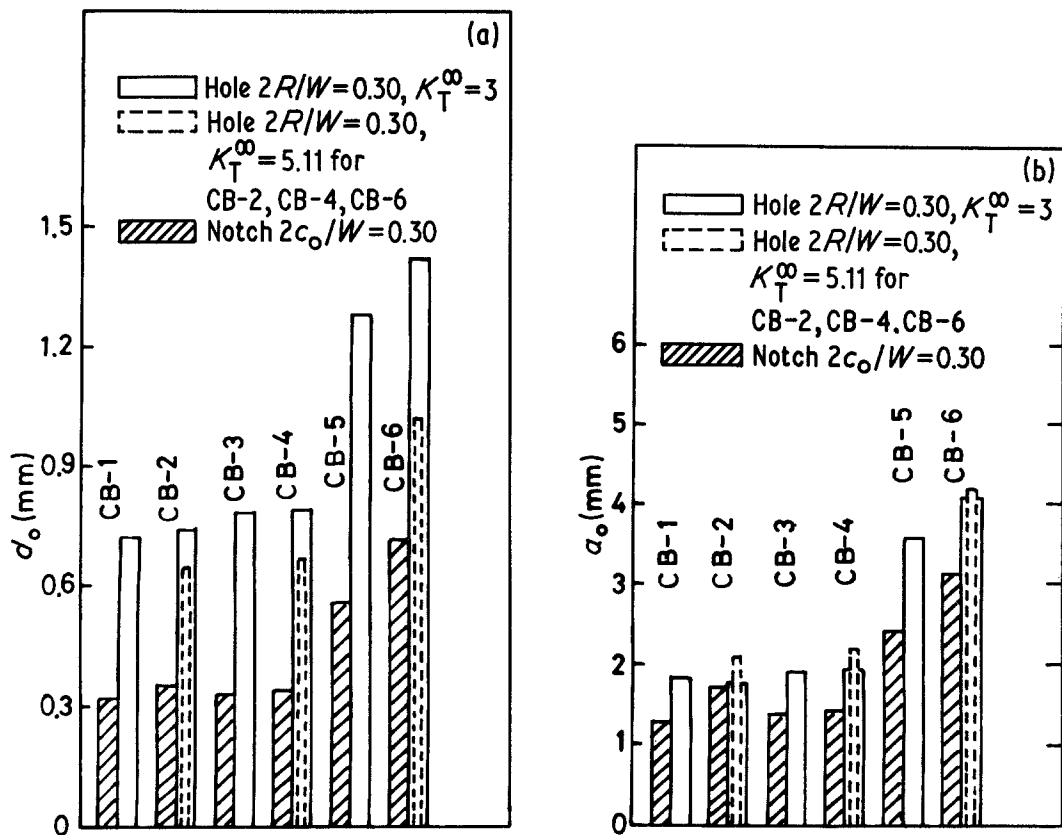 (a)
Hole 2R/W=0.30, K_T^∞=3
Hole 2R/W=0.30,
K_T^∞=5.11 for
CB-2, CB-4, CB-6
Notch 2c_o/W=0.30
1.5
1.2
0.9
0.6
0.3
0
d_o (mm)
CB-1
CB-2
CB-3
CB-4
CB-5
CB-6
(b)
Hole 2R/W=0.30, K_T^∞=3
Hole 2R/W=0.30,
K_T^∞=5.11 for
CB-2, CB-4, CB-6
Notch 2c_o/W=0.30
6
5
4
3
2
1
0
a_o (mm)
CB-1
CB-2
CB-3
CB-4
CB-5
CB-6